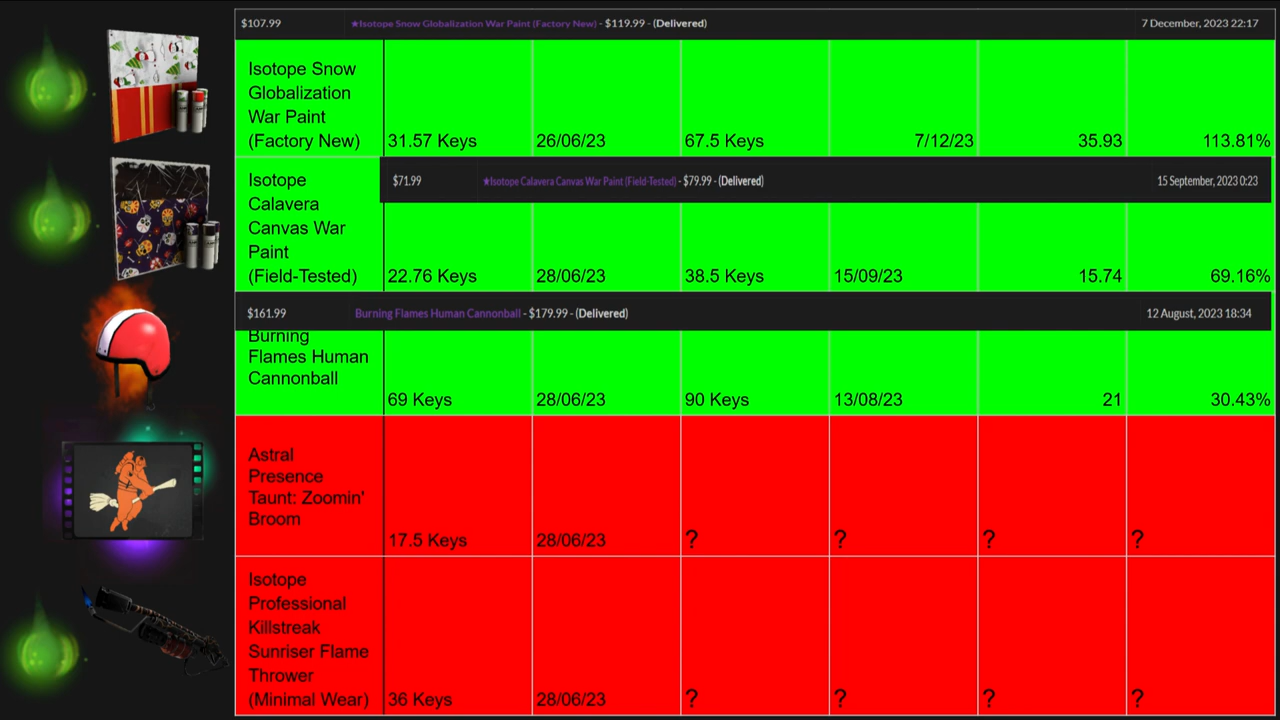 $107.99 ★Isotope Snow Globalization War Paint (Factory New) - $119.99 - (Delivered) 7 December, 2023 22:17
Isotope Snow
Globalization
War Paint
(Factory New) 31.57 Keys 26/06/23 67.5 Keys 7/12/23 35.93 113.81%
$71.99 ★Isotope Calavera Canvas War Paint (Field-Tested) - $79.99 - (Delivered) 15 September, 2023 0:23
Isotope
Calavera
Canvas War
Paint
(Field-Tested) 22.76 Keys 28/06/23 38.5 Keys 15/09/23 15.74 69.16%
$161.99 Burning Flames Human Cannonball - $179.99 - (Delivered) 12 August, 2023 18:34
Burning
Flames Human
Cannonball
69 Keys 28/06/23 90 Keys 13/08/23 21 30.43%
Astral
Presence
Taunt: Zoomin'
Broom
17.5 Keys 28/06/23 ? ? ? ?
Isotope
Professional
Killstreak
Sunriser Flame
Thrower
(Minimal Wear) 36 Keys 28/06/23 ? ? ? ?